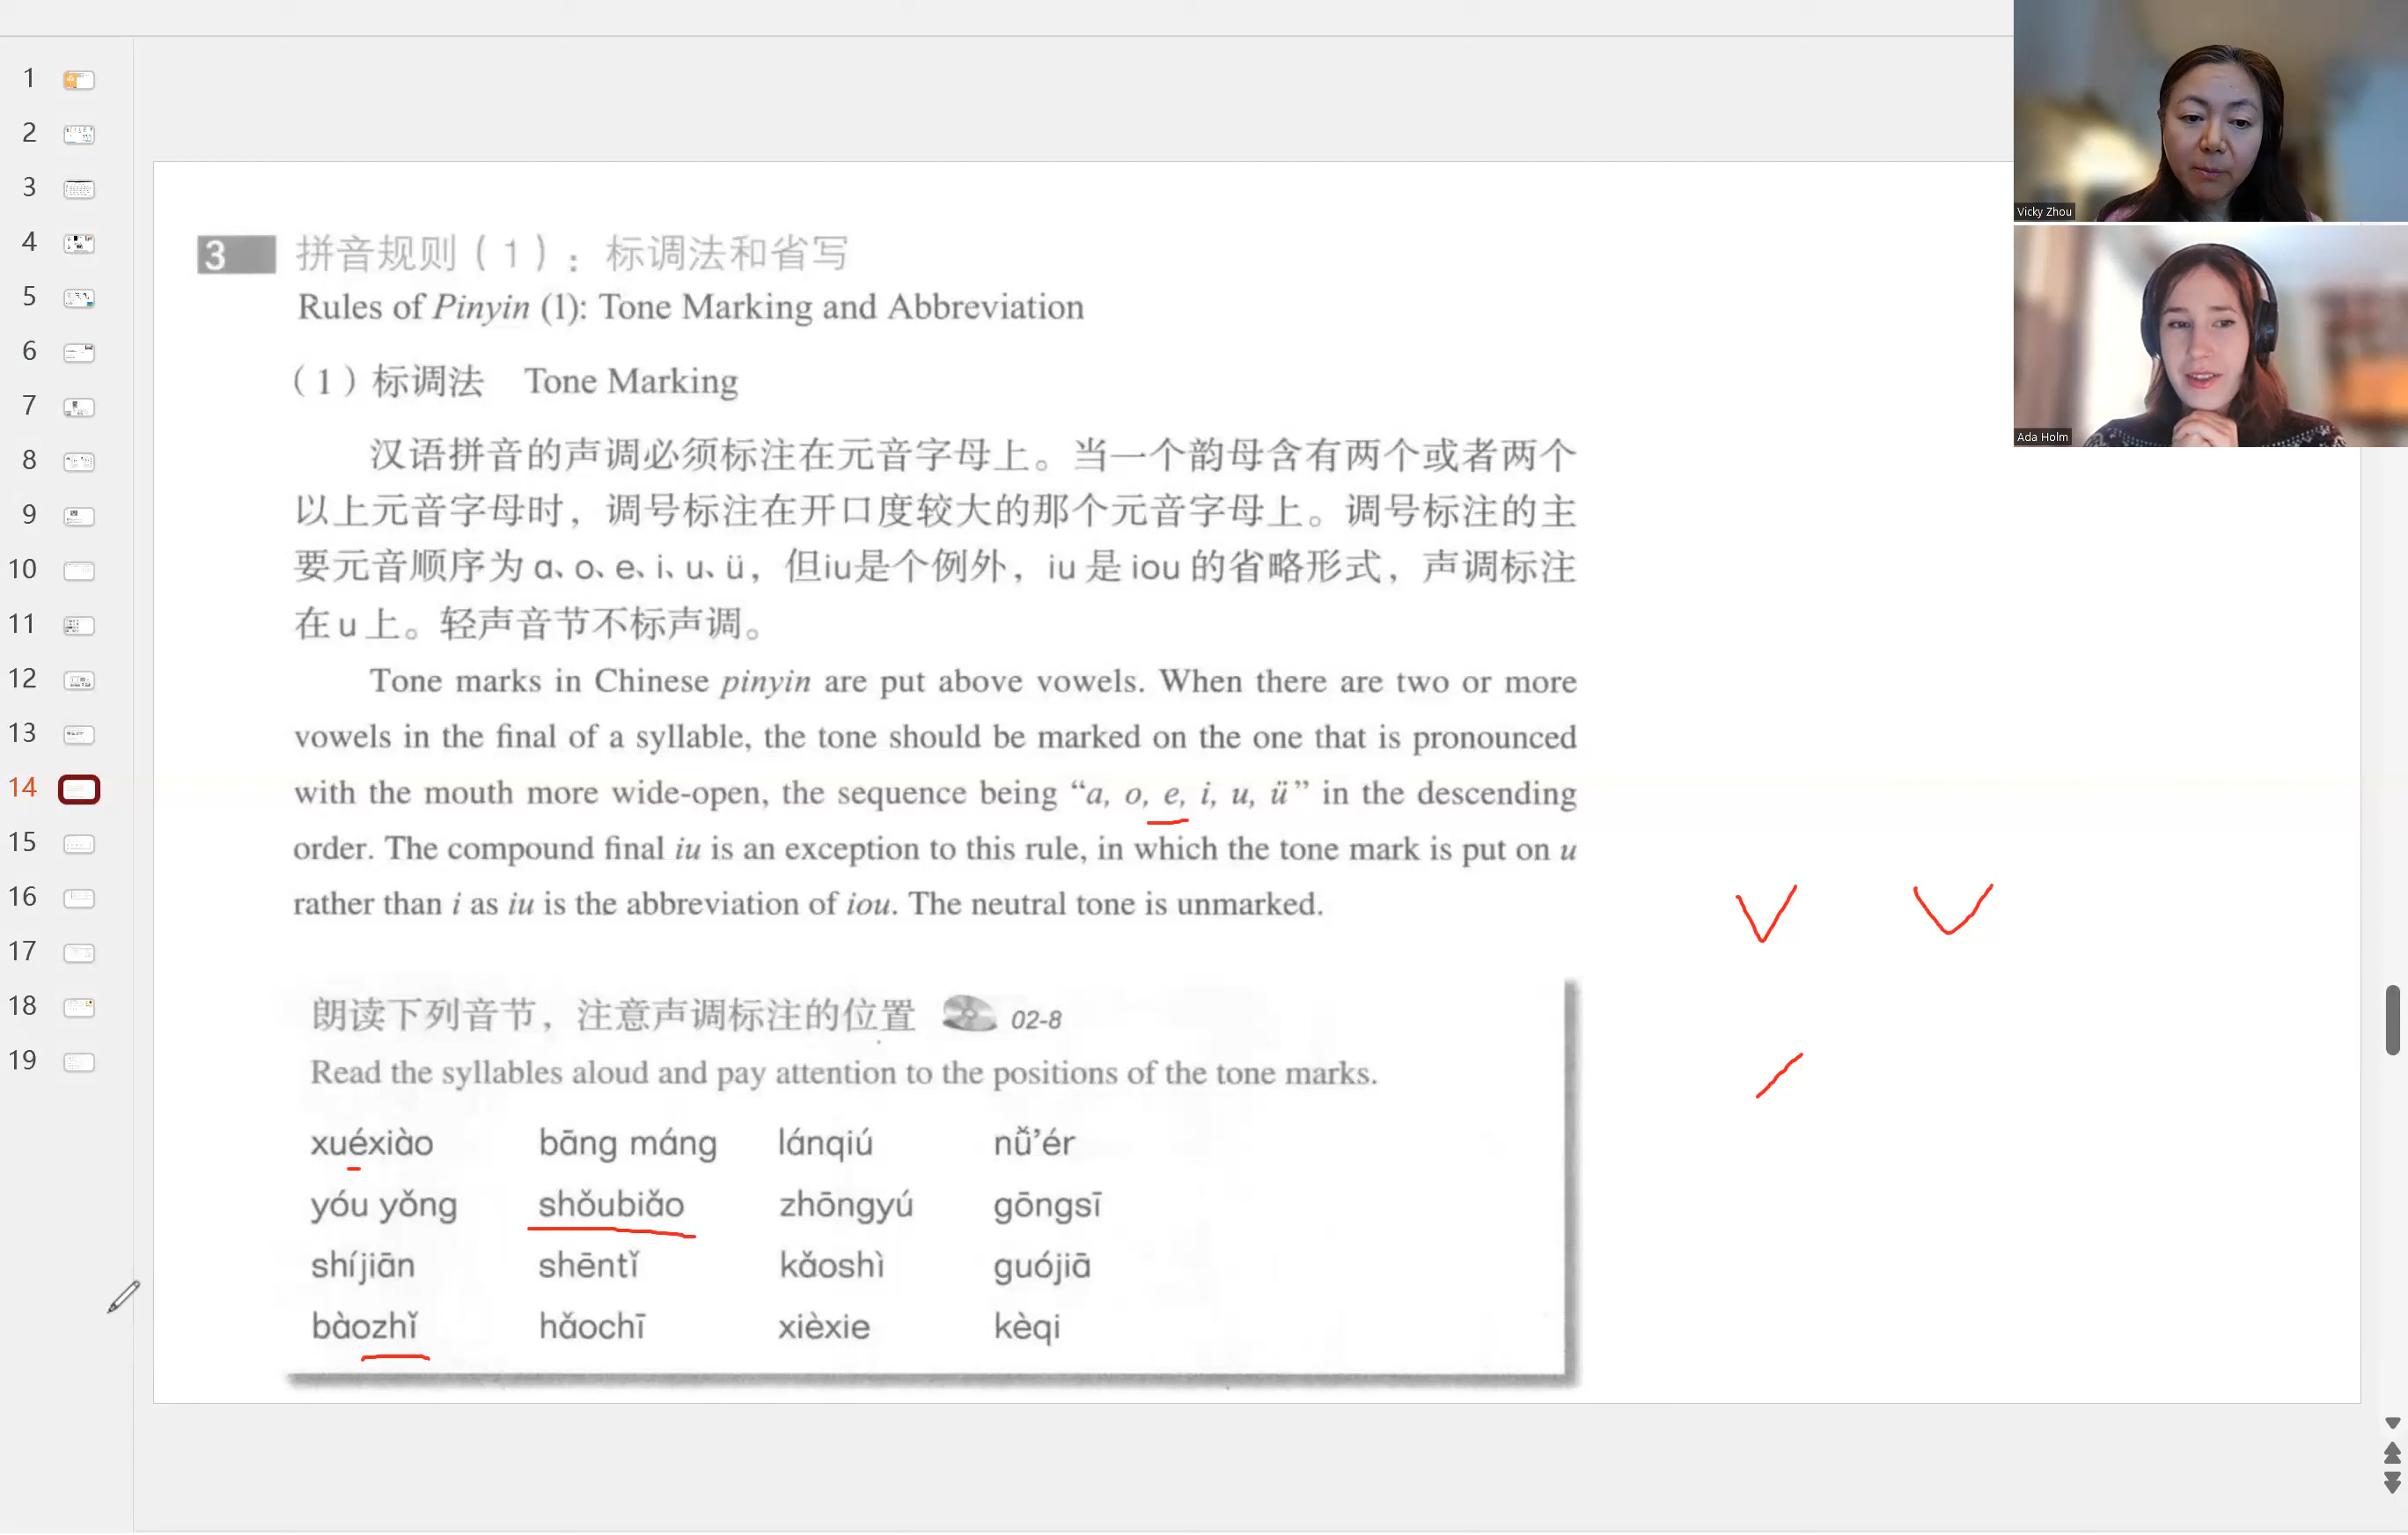 1
2
3
4
5
6
7
8
9
10
11
12
13
14
15
16
17
18
19
Vicky Zhou
Ada Holm
3 拼音规则（1）：标调法和省写
Rules of Pinyin (1): Tone Marking and Abbreviation
（1）标调法 Tone Marking
汉语拼音的声调必须标注在元音字母上。当一个韵母含有两个或者两个
以上元音字母时，调号标注在开口度较大的那个元音字母上。调号标注的主
要元音顺序为 a、o、e、i、u、ü，但iu是个例外，iu 是 iou 的省略形式，声调标注
在 u 上。轻声音节不标声调。
Tone marks in Chinese pinyin are put above vowels. When there are two or more
vowels in the final of a syllable, the tone should be marked on the one that is pronounced
with the mouth more wide-open, the sequence being “a, o, e, i, u, ü” in the descending
order. The compound final iu is an exception to this rule, in which the tone mark is put on u
rather than i as iu is the abbreviation of iou. The neutral tone is unmarked.
朗读下列音节，注意声调标注的位置 02-8
Read the syllables aloud and pay attention to the positions of the tone marks.
xuéxiào bāng máng lánqiú nǚ’ér
yóu yǒng shǒubiǎo zhōngyú gōngsī
shíjiān shēntǐ kǎoshì guójiā
bàozhǐ hǎochī xièxie kèqi